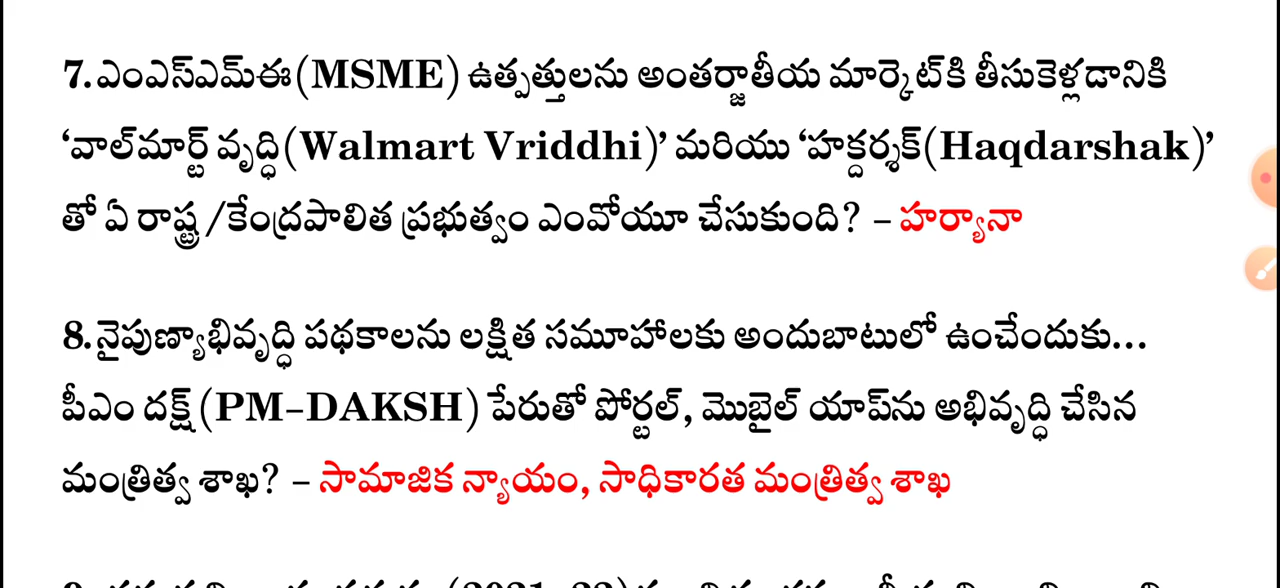 7.ఎంఎస్ఎమ్ఈ(MSME) ఉత్పత్తులను అంతర్జాతీయ మార్కెట్‌కి తీసుకెళ్లడానికి
‘వాల్‌మార్ట్ వృద్ధి(Walmart Vriddhi)’ మరియు ‘హక్దర్శక్(Haqdarshak)’
తో ఏ రాష్ట్ర/కేంద్రపాలిత ప్రభుత్వం ఎంవోయూ చేసుకుంది? – హర్యానా
8.నైపుణ్యాభివృద్ధి పథకాలను లక్షిత సమూహాలకు అందుబాటులో ఉంచేందుకు...
పీఎం దక్ష్(PM-DAKSH) పేరుతో పోర్టల్, మొబైల్ యాప్‌ను అభివృద్ధి చేసిన
మంత్రిత్వ శాఖ? – సామాజిక న్యాయం, సాధికారత మంత్రిత్వ శాఖ